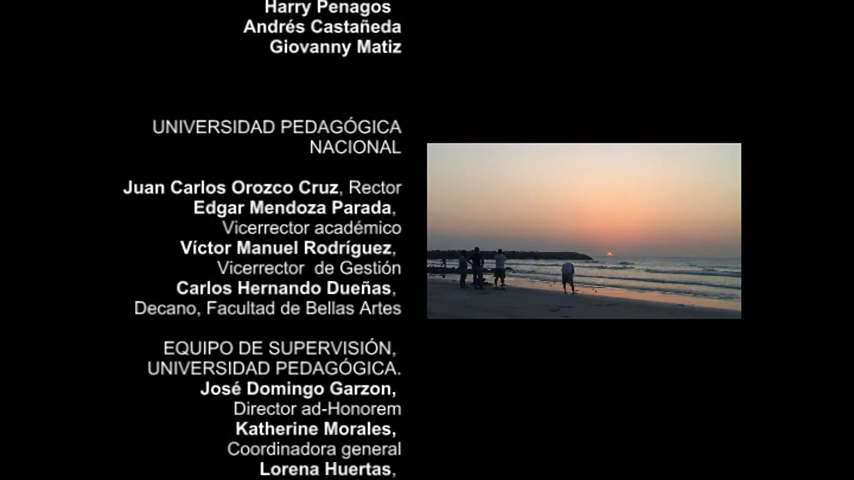 Harry Penagos
Andrés Castañeda
Giovanny Matiz
UNIVERSIDAD PEDAGÓGICA
NACIONAL
Juan Carlos Orozco Cruz, Rector
Edgar Mendoza Parada,
Vicerrector académico
Víctor Manuel Rodríguez,
Vicerrector de Gestión
Carlos Hernando Dueñas,
Decano, Facultad de Bellas Artes
EQUIPO DE SUPERVISIÓN,
UNIVERSIDAD PEDAGÓGICA.
José Domingo Garzon,
Director ad-Honorem
Katherine Morales,
Coordinadora general
Lorena Huertas,